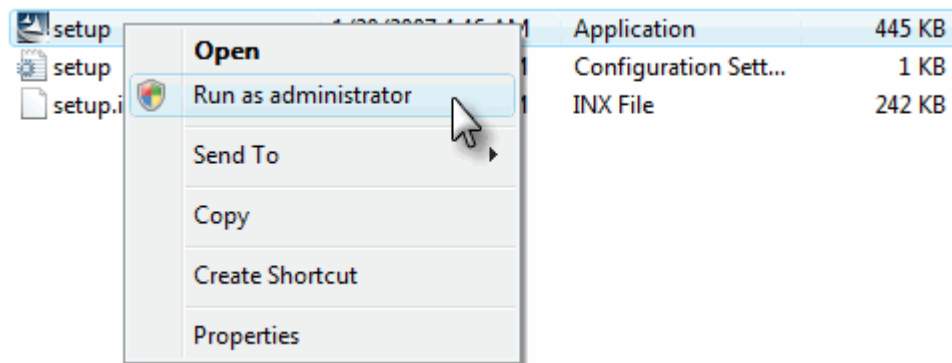 setup Application 445 KB
setup Configuration Sett... 1 KB
setup.i INX File 242 KB
Open
Run as administrator
Send To
Copy
Create Shortcut
Properties